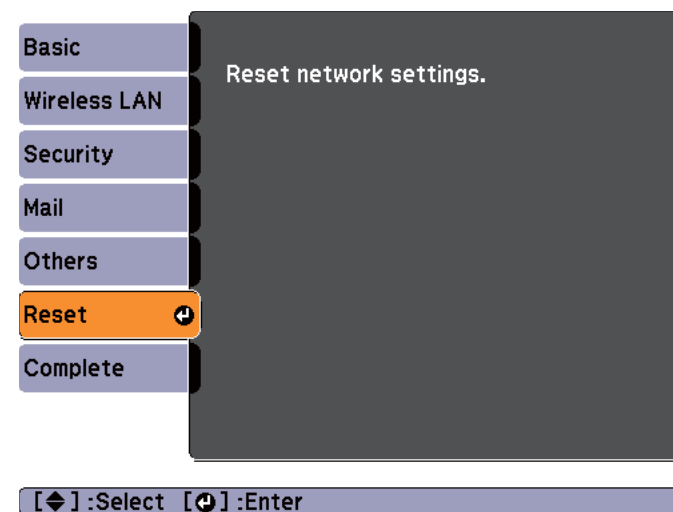 Basic
Reset network settings.
Wireless LAN
Security
Mail
Others
Reset
Complete
[◆] :Select [⏎] :Enter